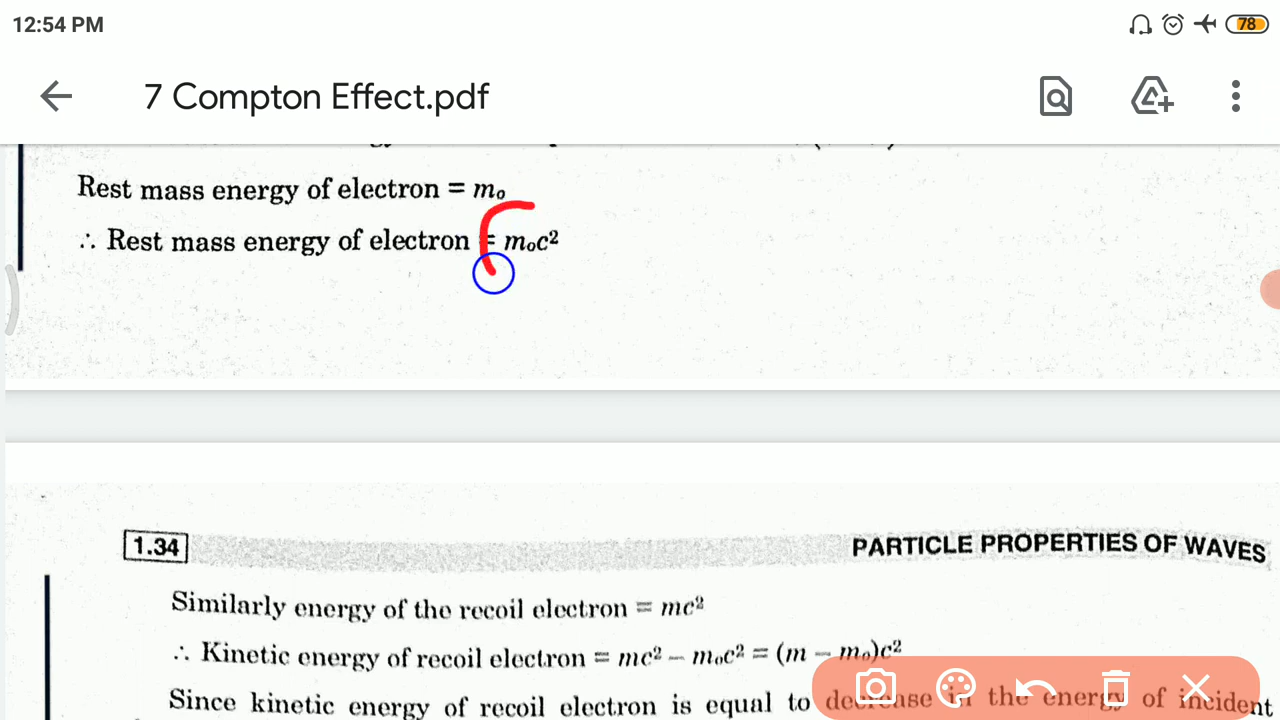 12:54 PM
78
7 Compton Effect.pdf
Rest mass energy of electron = mₒ
∴ Rest mass energy of electron = mₒc²
1.34
PARTICLE PROPERTIES OF WAVES
Similarly energy of the recoil electron = mc²
∴ Kinetic energy of recoil electron = mc² – mₒc² = (m – mₒ)c²
Since kinetic energy of recoil electron is equal to decrease in the energy of incident